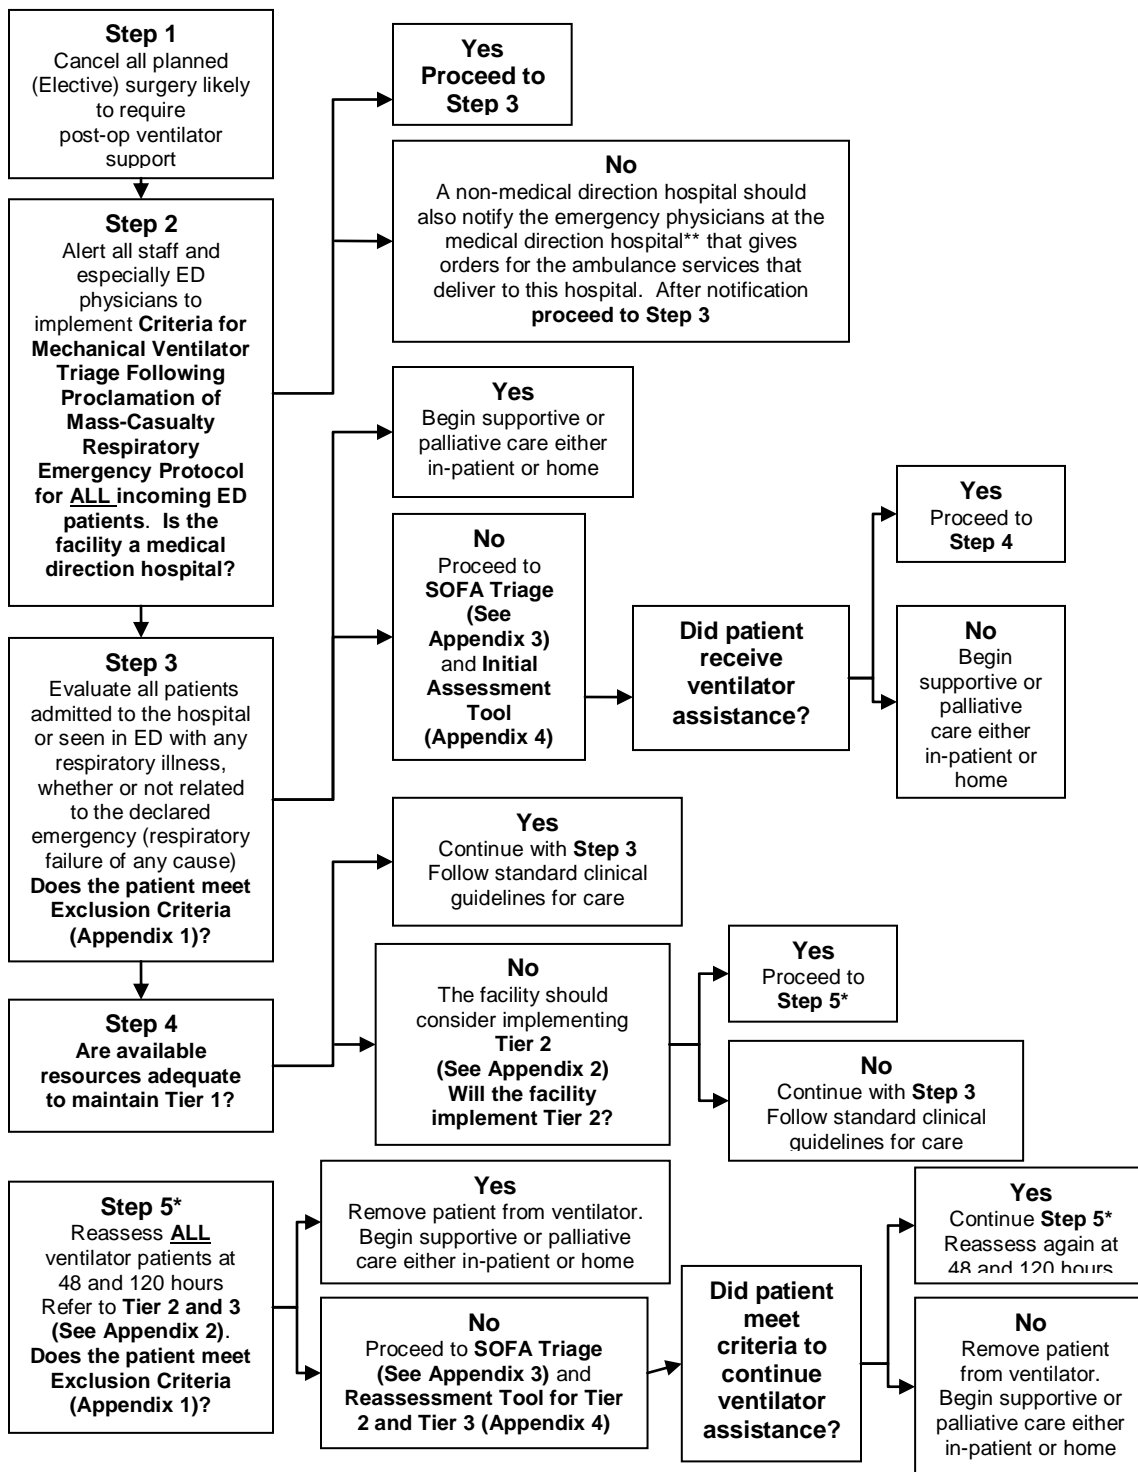 Step 1
Cancel all planned
(Elective) surgery likely
to require
post-op ventilator
support
Yes
Proceed to
Step 3
No
A non-medical direction hospital should
also notify the emergency physicians at the
medical direction hospital** that gives
orders for the ambulance services that
deliver to this hospital.  After notification
proceed to Step 3
Step 2
Alert all staff and
especially ED
physicians to
implement Criteria for
Mechanical Ventilator
Triage Following
Proclamation of
Mass-Casualty
Respiratory
Emergency Protocol
for ALL incoming ED
patients.  Is the
facility a medical
direction hospital?
Yes
Begin supportive or
palliative care either
in-patient or home
No
Proceed to
SOFA Triage
(See
Appendix 3)
and Initial
Assessment
Tool
(Appendix 4)
Did patient
receive
ventilator
assistance?
Yes
Proceed to
Step 4
No
Begin
supportive or
palliative
care either
in-patient or
home
Step 3
Evaluate all patients
admitted to the hospital
or seen in ED with any
respiratory illness,
whether or not related
to the declared
emergency (respiratory
failure of any cause)
Does the patient meet
Exclusion Criteria
(Appendix 1)?
Yes
Continue with Step 3
Follow standard clinical
guidelines for care
No
The facility should
consider implementing
Tier 2
(See Appendix 2)
Will the facility
implement Tier 2?
Yes
Proceed to
Step 5*
No
Continue with Step 3
Follow standard clinical
guidelines for care
Step 4
Are available
resources adequate
to maintain Tier 1?
Step 5*
Reassess ALL
ventilator patients at
48 and 120 hours
Refer to Tier 2 and 3
(See Appendix 2).
Does the patient meet
Exclusion Criteria
(Appendix 1)?
Yes
Remove patient from ventilator.
Begin supportive or palliative
care either in-patient or home
No
Proceed to SOFA Triage
(See Appendix 3) and
Reassessment Tool for Tier
2 and Tier 3 (Appendix 4)
Did patient
meet
criteria to
continue
ventilator
assistance?
Yes
Continue Step 5*
Reassess again at
48 and 120 hours
No
Remove patient
from ventilator.
Begin supportive or
palliative care either
in-patient or home